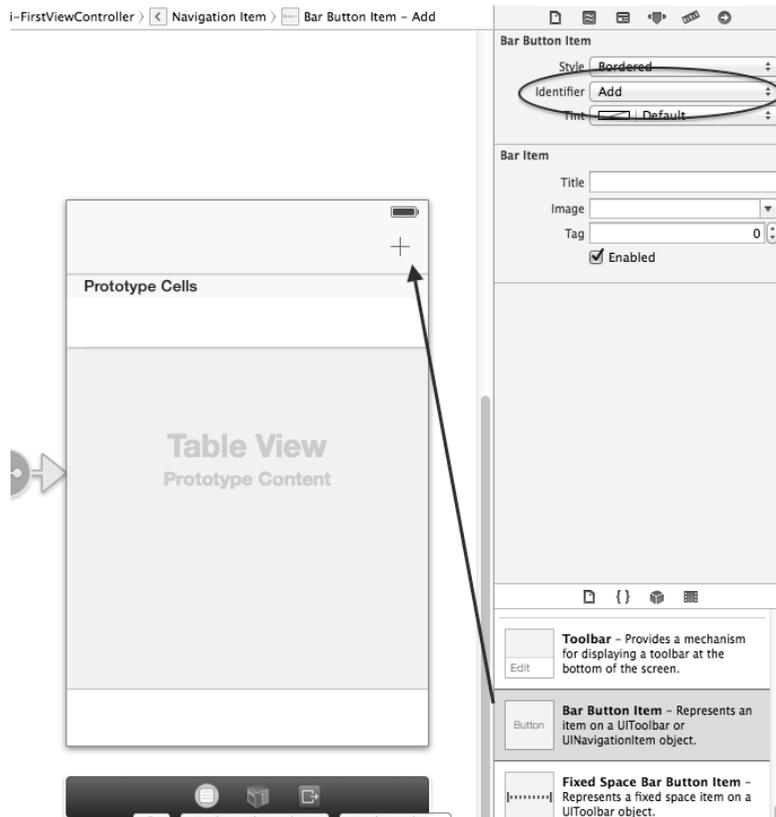 i-FirstViewController 〉 < Navigation Item 〉 Bar Button Item – Add
Bar Button Item
Style Bordered
Identifier Add
Tint Default
Bar Item
Title
Image
Tag 0
Enabled
Prototype Cells
Table View
Prototype Content
Edit
Toolbar – Provides a mechanism
for displaying a toolbar at the
bottom of the screen.
Button
Bar Button Item – Represents an
item on a UIToolbar or
UINavigationItem object.
Fixed Space Bar Button Item –
Represents a fixed space item on a
UIToolbar object.